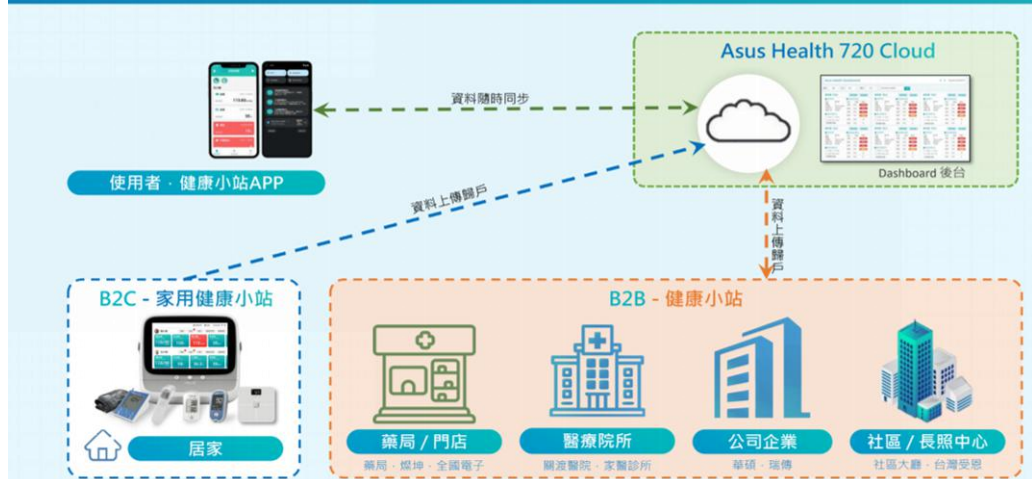 Asus Health 720 Cloud
資料隨時同步
Dashboard 後台
使用者 · 健康小站APP
資料上傳歸戶
資料上傳歸戶
B2C - 家用健康小站
B2B - 健康小站
居家
藥局 / 門店
醫療院所
公司企業
社區 / 長照中心
藥局 · 燦坤 · 全國電子
關渡醫院 · 家醫診所
華碩 · 瑞傳
社區大廳 · 台灣受恩